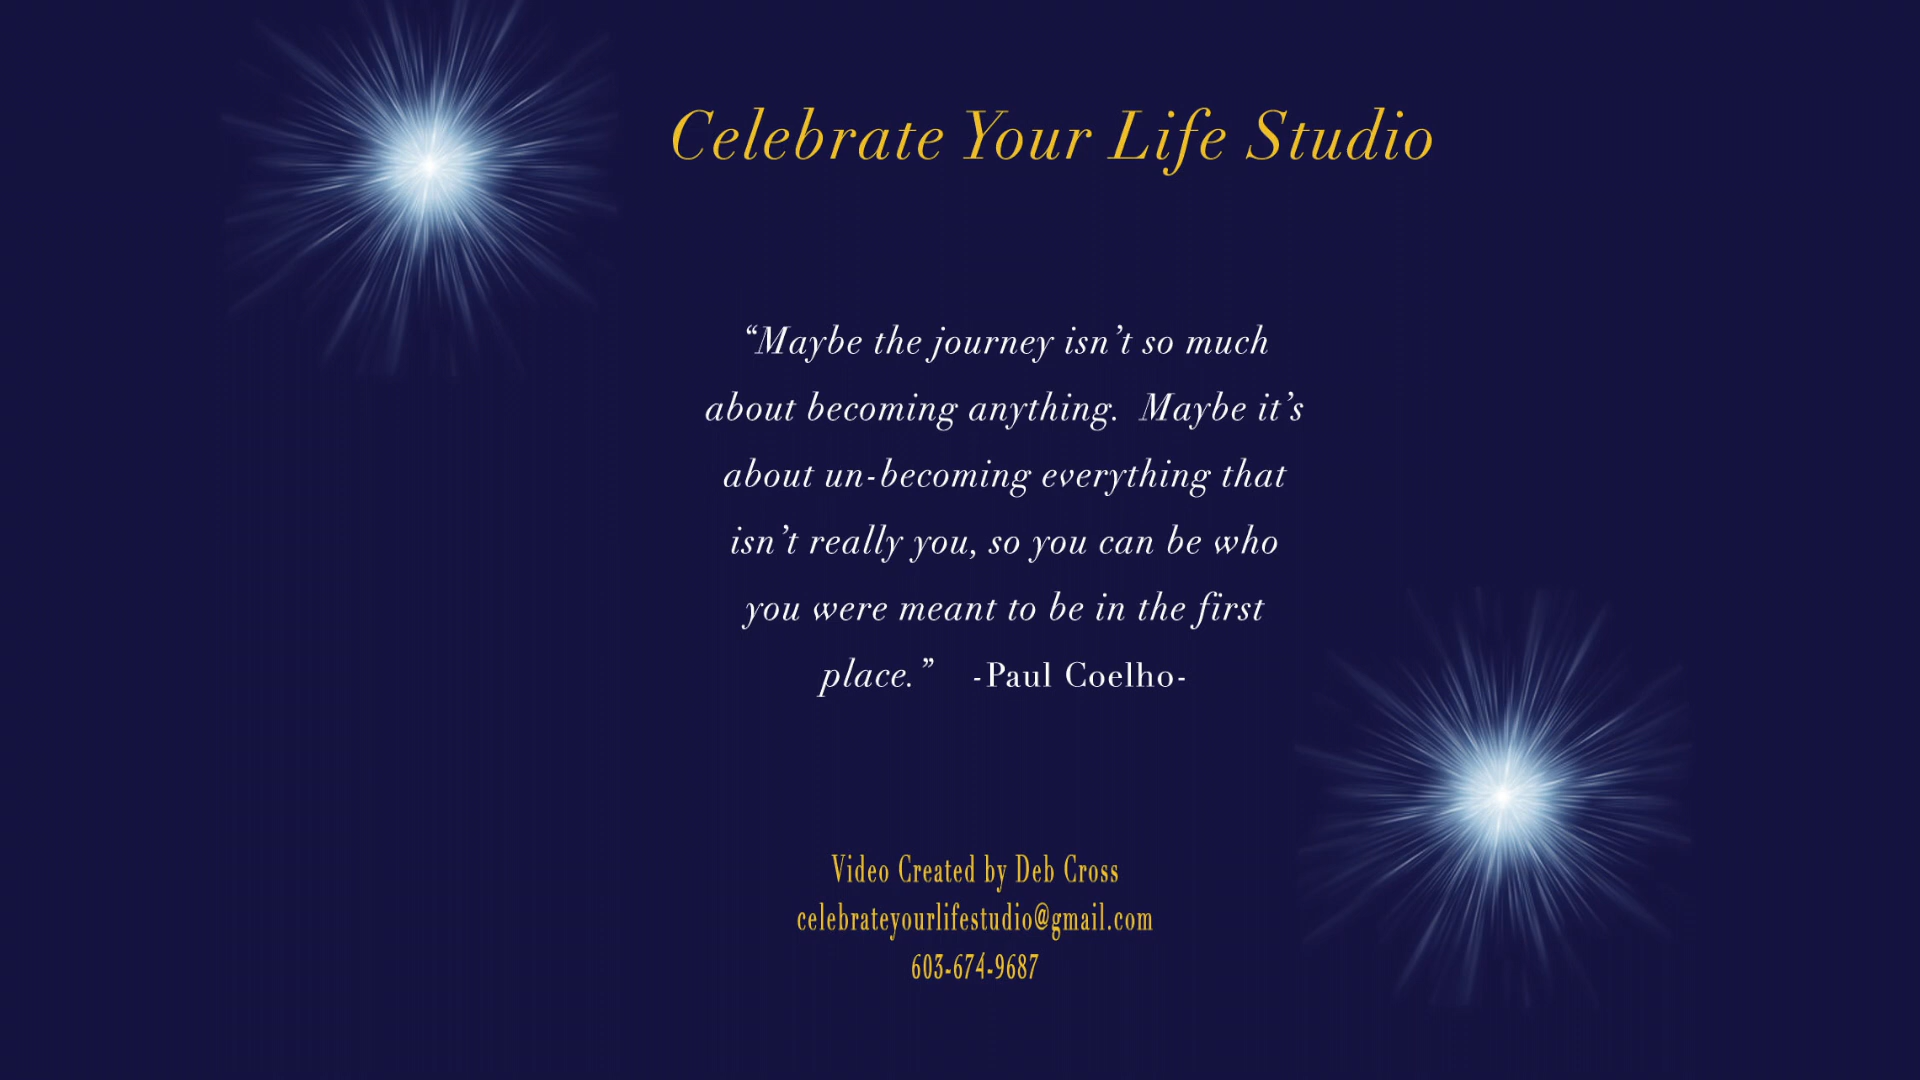 Celebrate Your Life Studio
“Maybe the journey isn’t so much
about becoming anything.  Maybe it’s
about un-becoming everything that
isn’t really you, so you can be who
you were meant to be in the first
place.”   -Paul Coelho-
Video Created by Deb Cross
celebrateyourlifestudio@gmail.com
603-674-9687